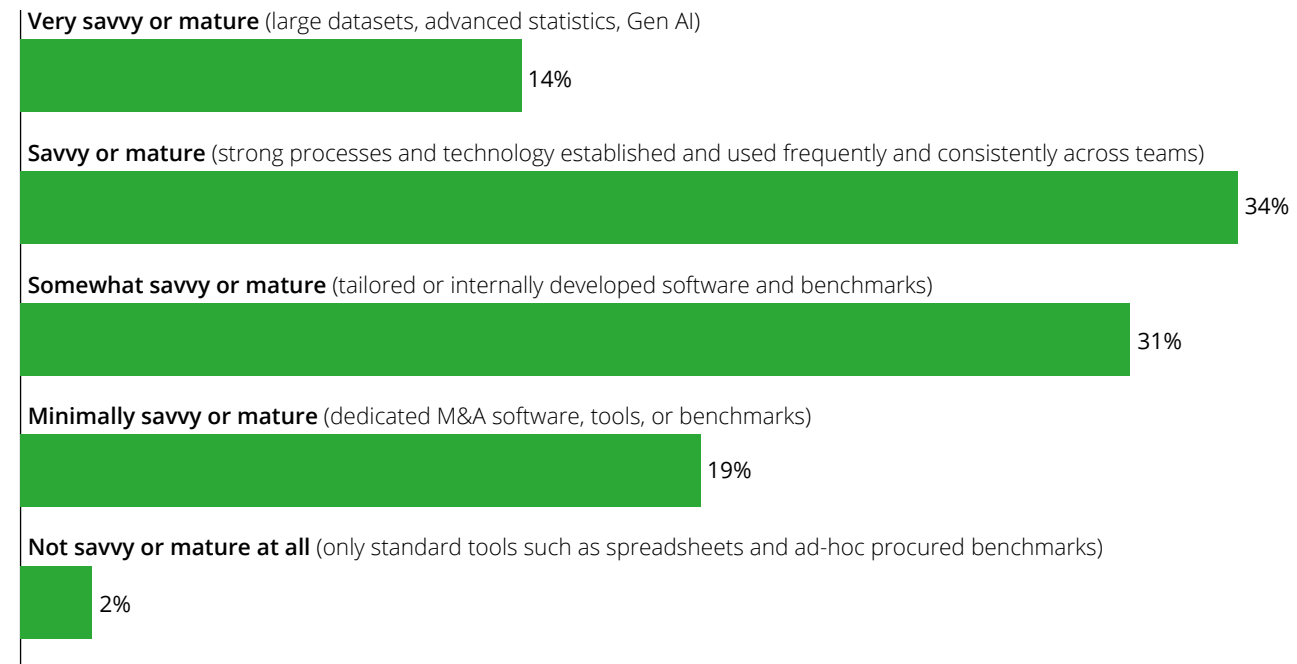 Very savvy or mature (large datasets, advanced statistics, Gen AI)
14%
Savvy or mature (strong processes and technology established and used frequently and consistently across teams)
34%
Somewhat savvy or mature (tailored or internally developed software and benchmarks)
31%
Minimally savvy or mature (dedicated M&A software, tools, or benchmarks)
19%
Not savvy or mature at all (only standard tools such as spreadsheets and ad-hoc procured benchmarks)
2%